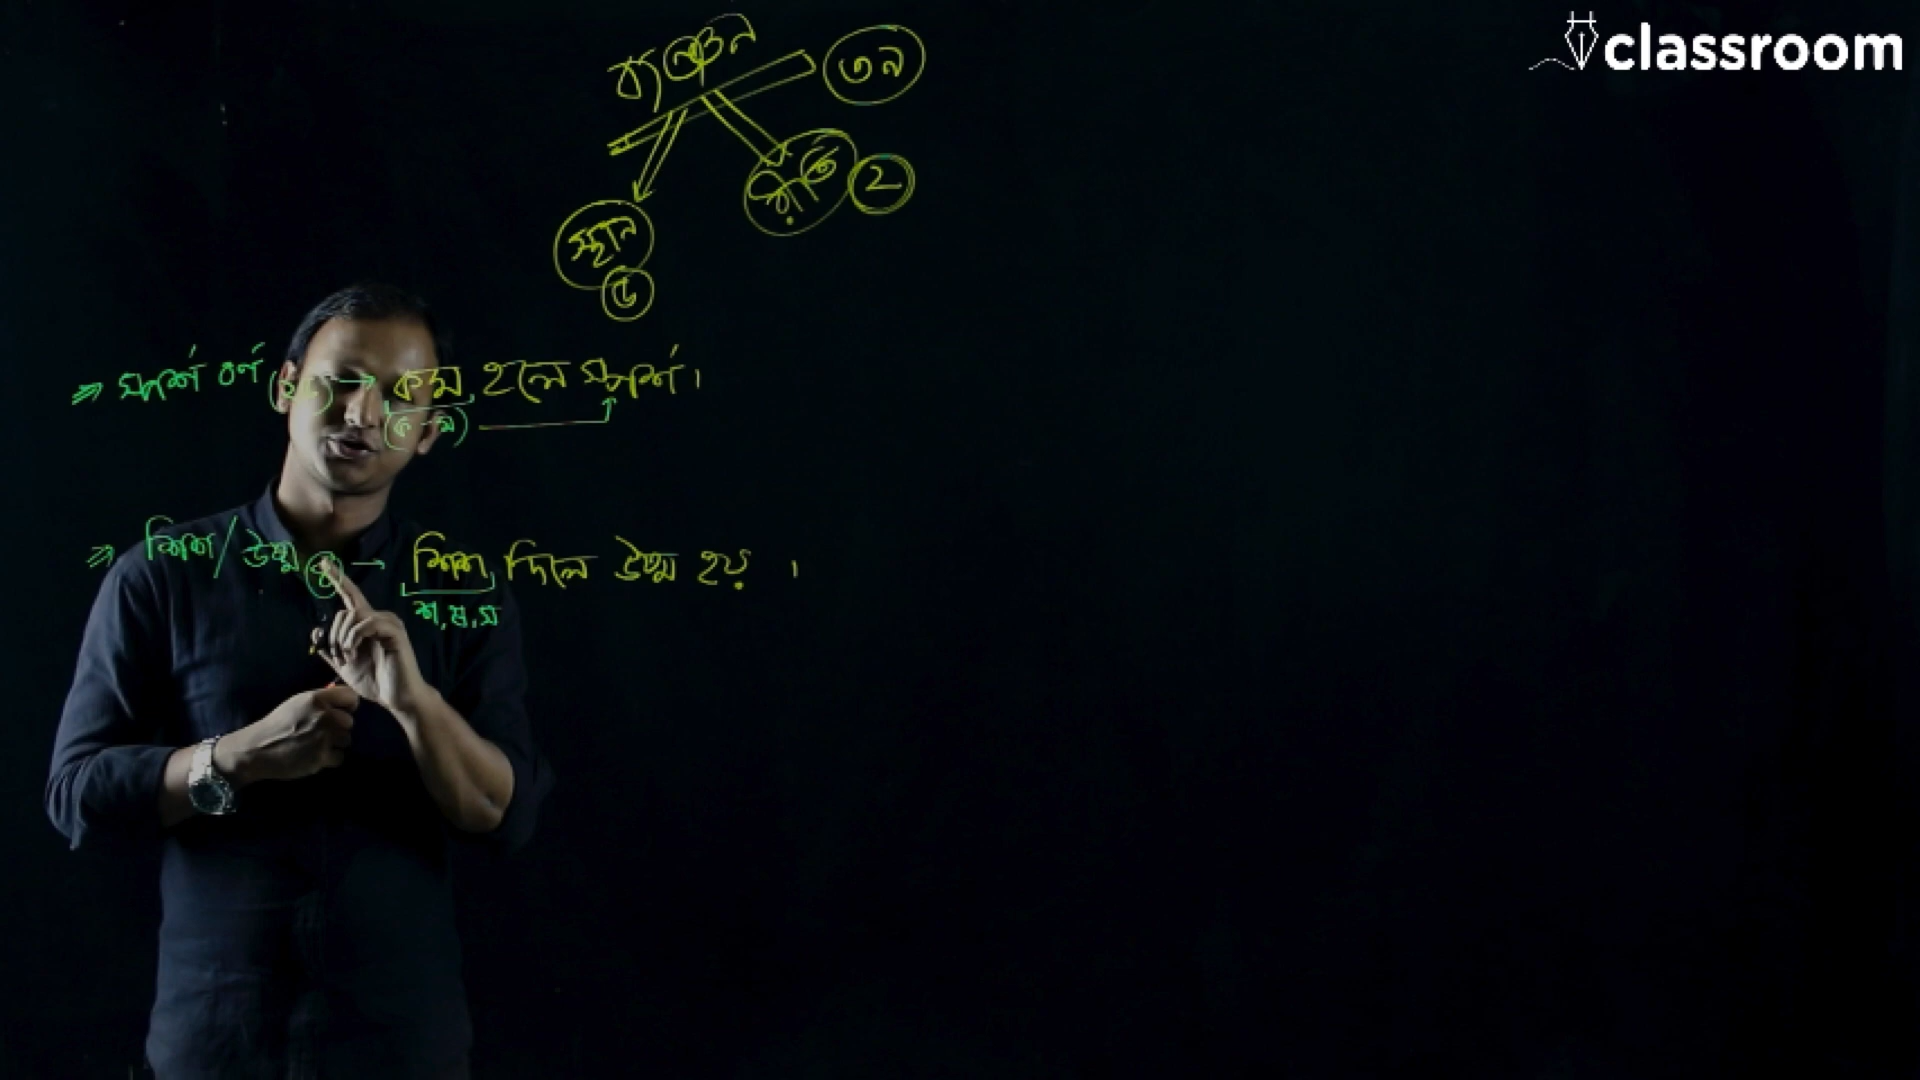 classroom
ব্যঞ্জন
৩৯
রীতি ২
স্থান
৫
⇒ স্পর্শ বর্ণ → কম, হলে স্পর্শ।
(ক-ম)
⇒ শিশ/উষ্ম → শিশ, দিলে উষ্ম হয়।
শ, ষ, স